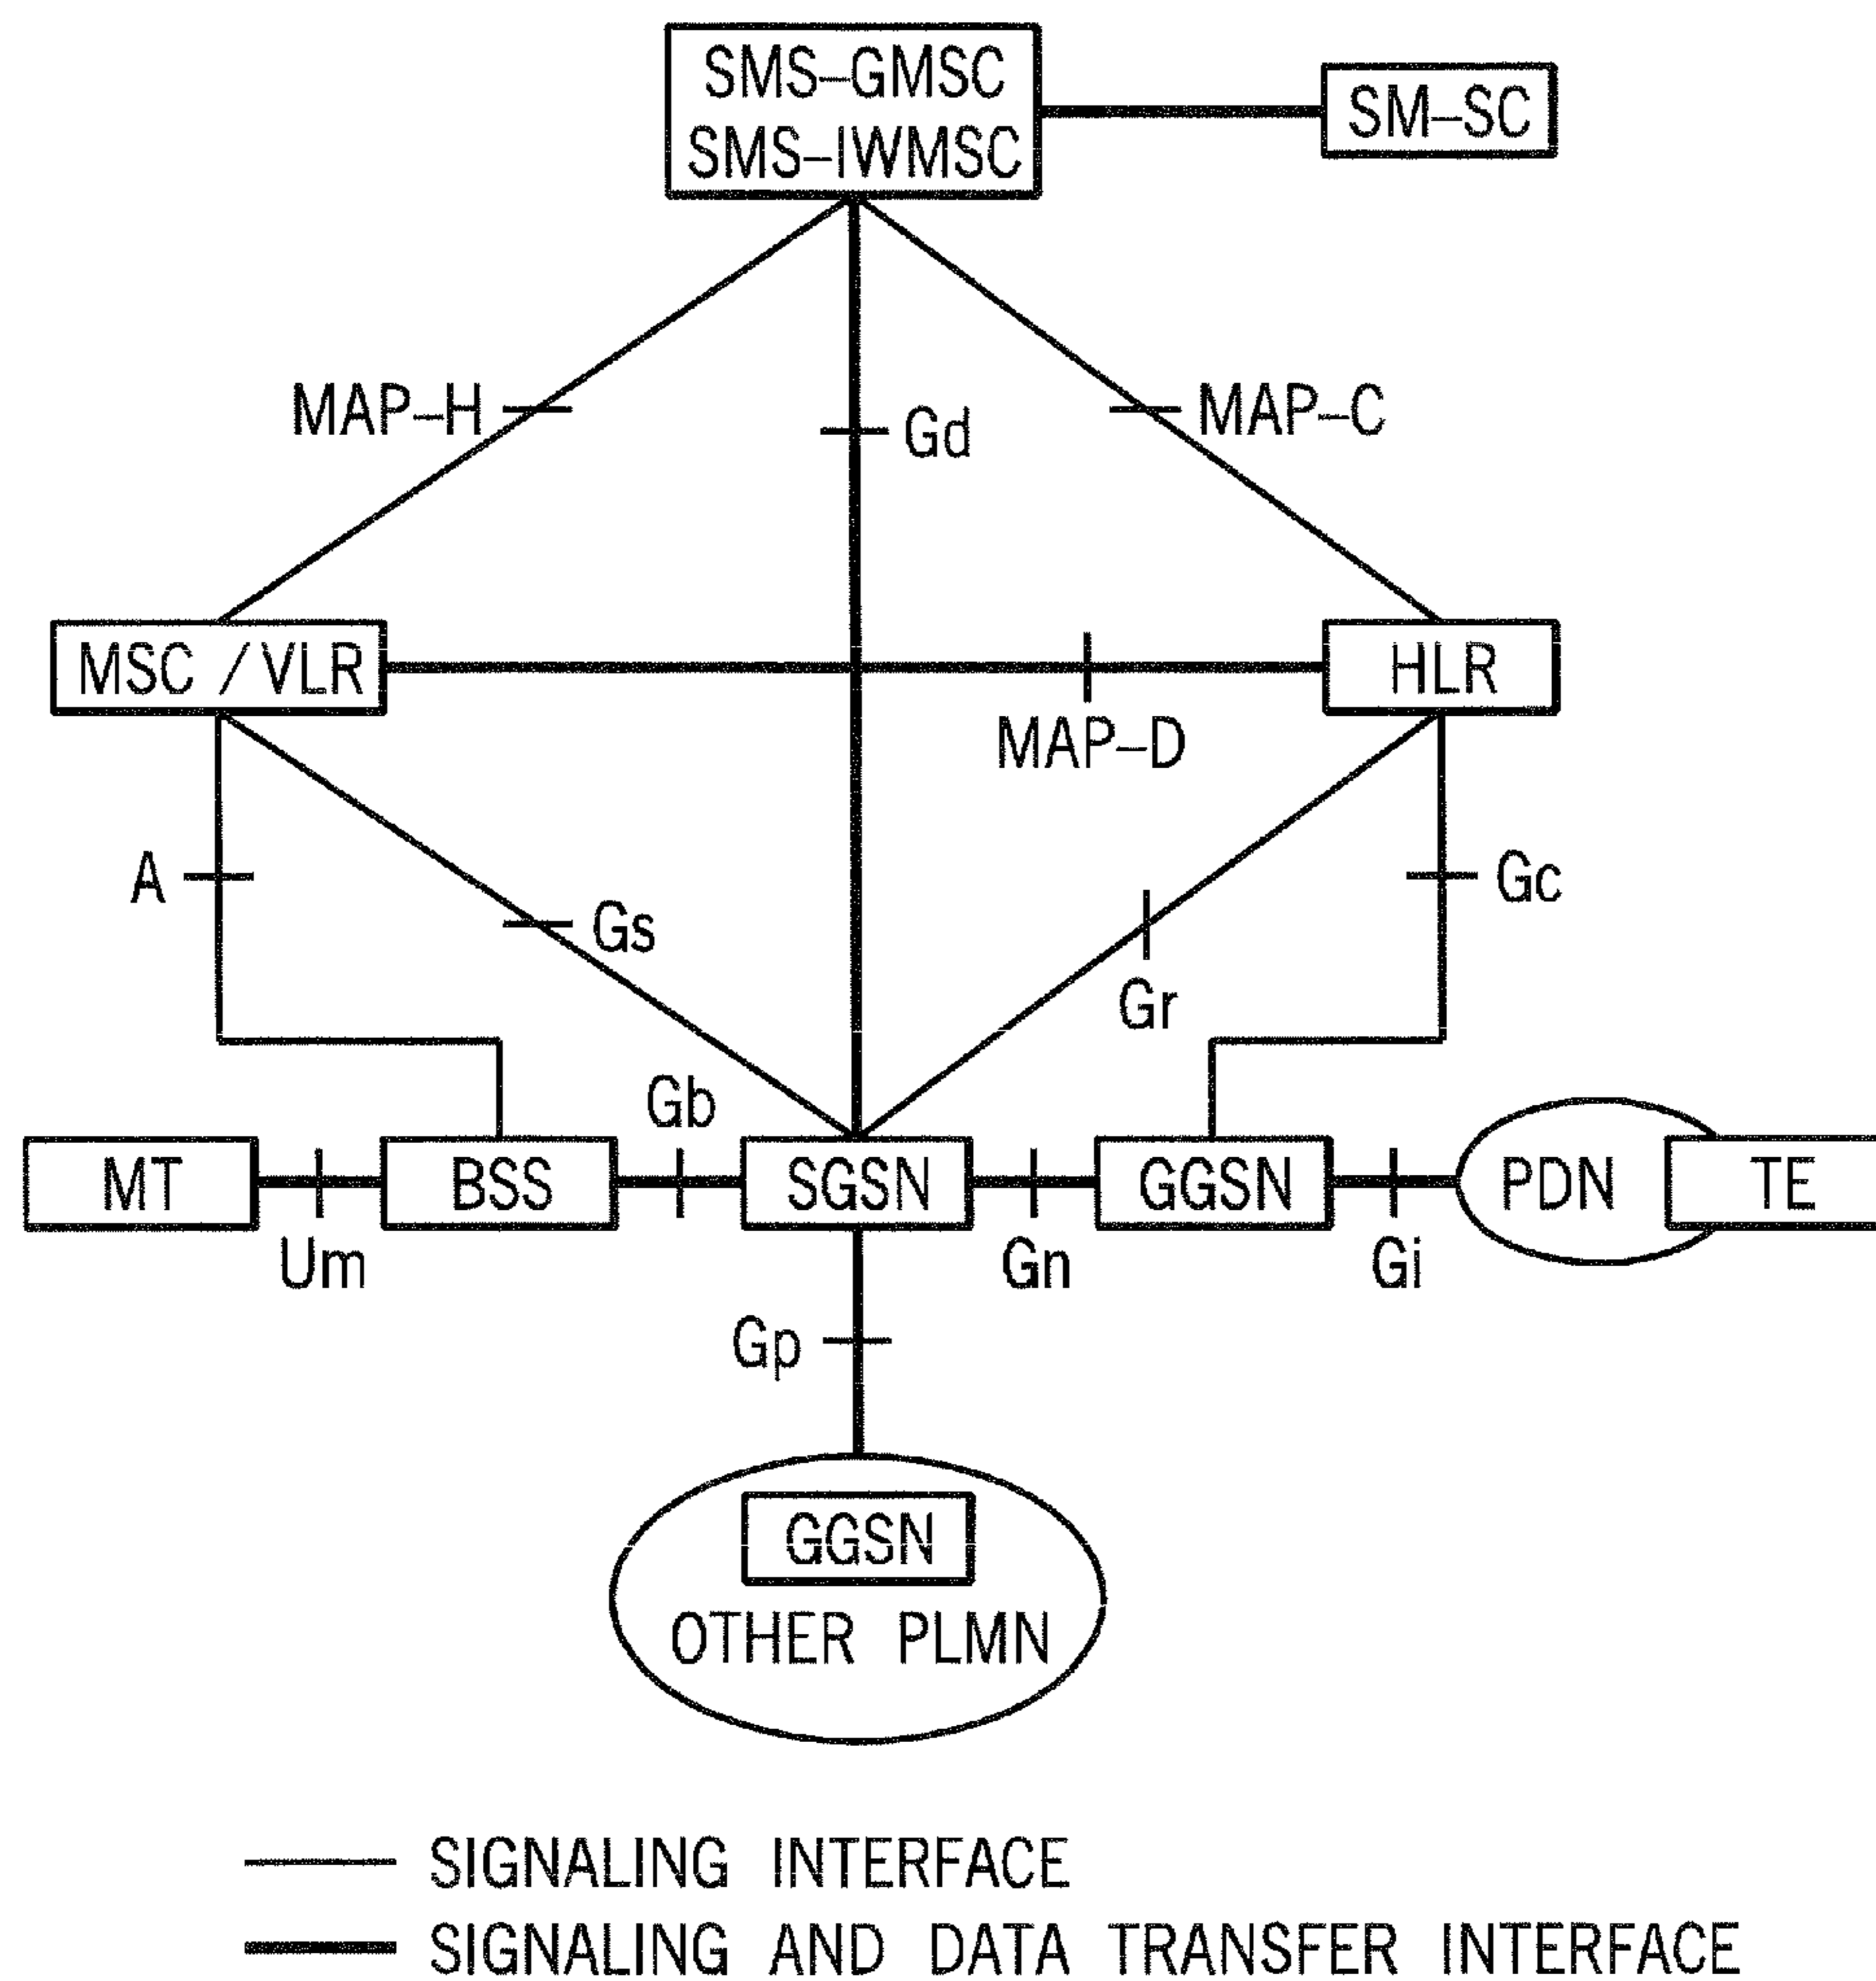 SMS–GMSC
SMS–IWMSC
SM–SC
MAP–H
Gd
MAP–C
MSC / VLR
HLR
MAP–D
A
Gs
Gc
Gr
Gb
MT
BSS
SGSN
GGSN
PDN
TE
Um
Gn
Gi
Gp
GGSN
OTHER PLMN
SIGNALING INTERFACE
SIGNALING AND DATA TRANSFER INTERFACE